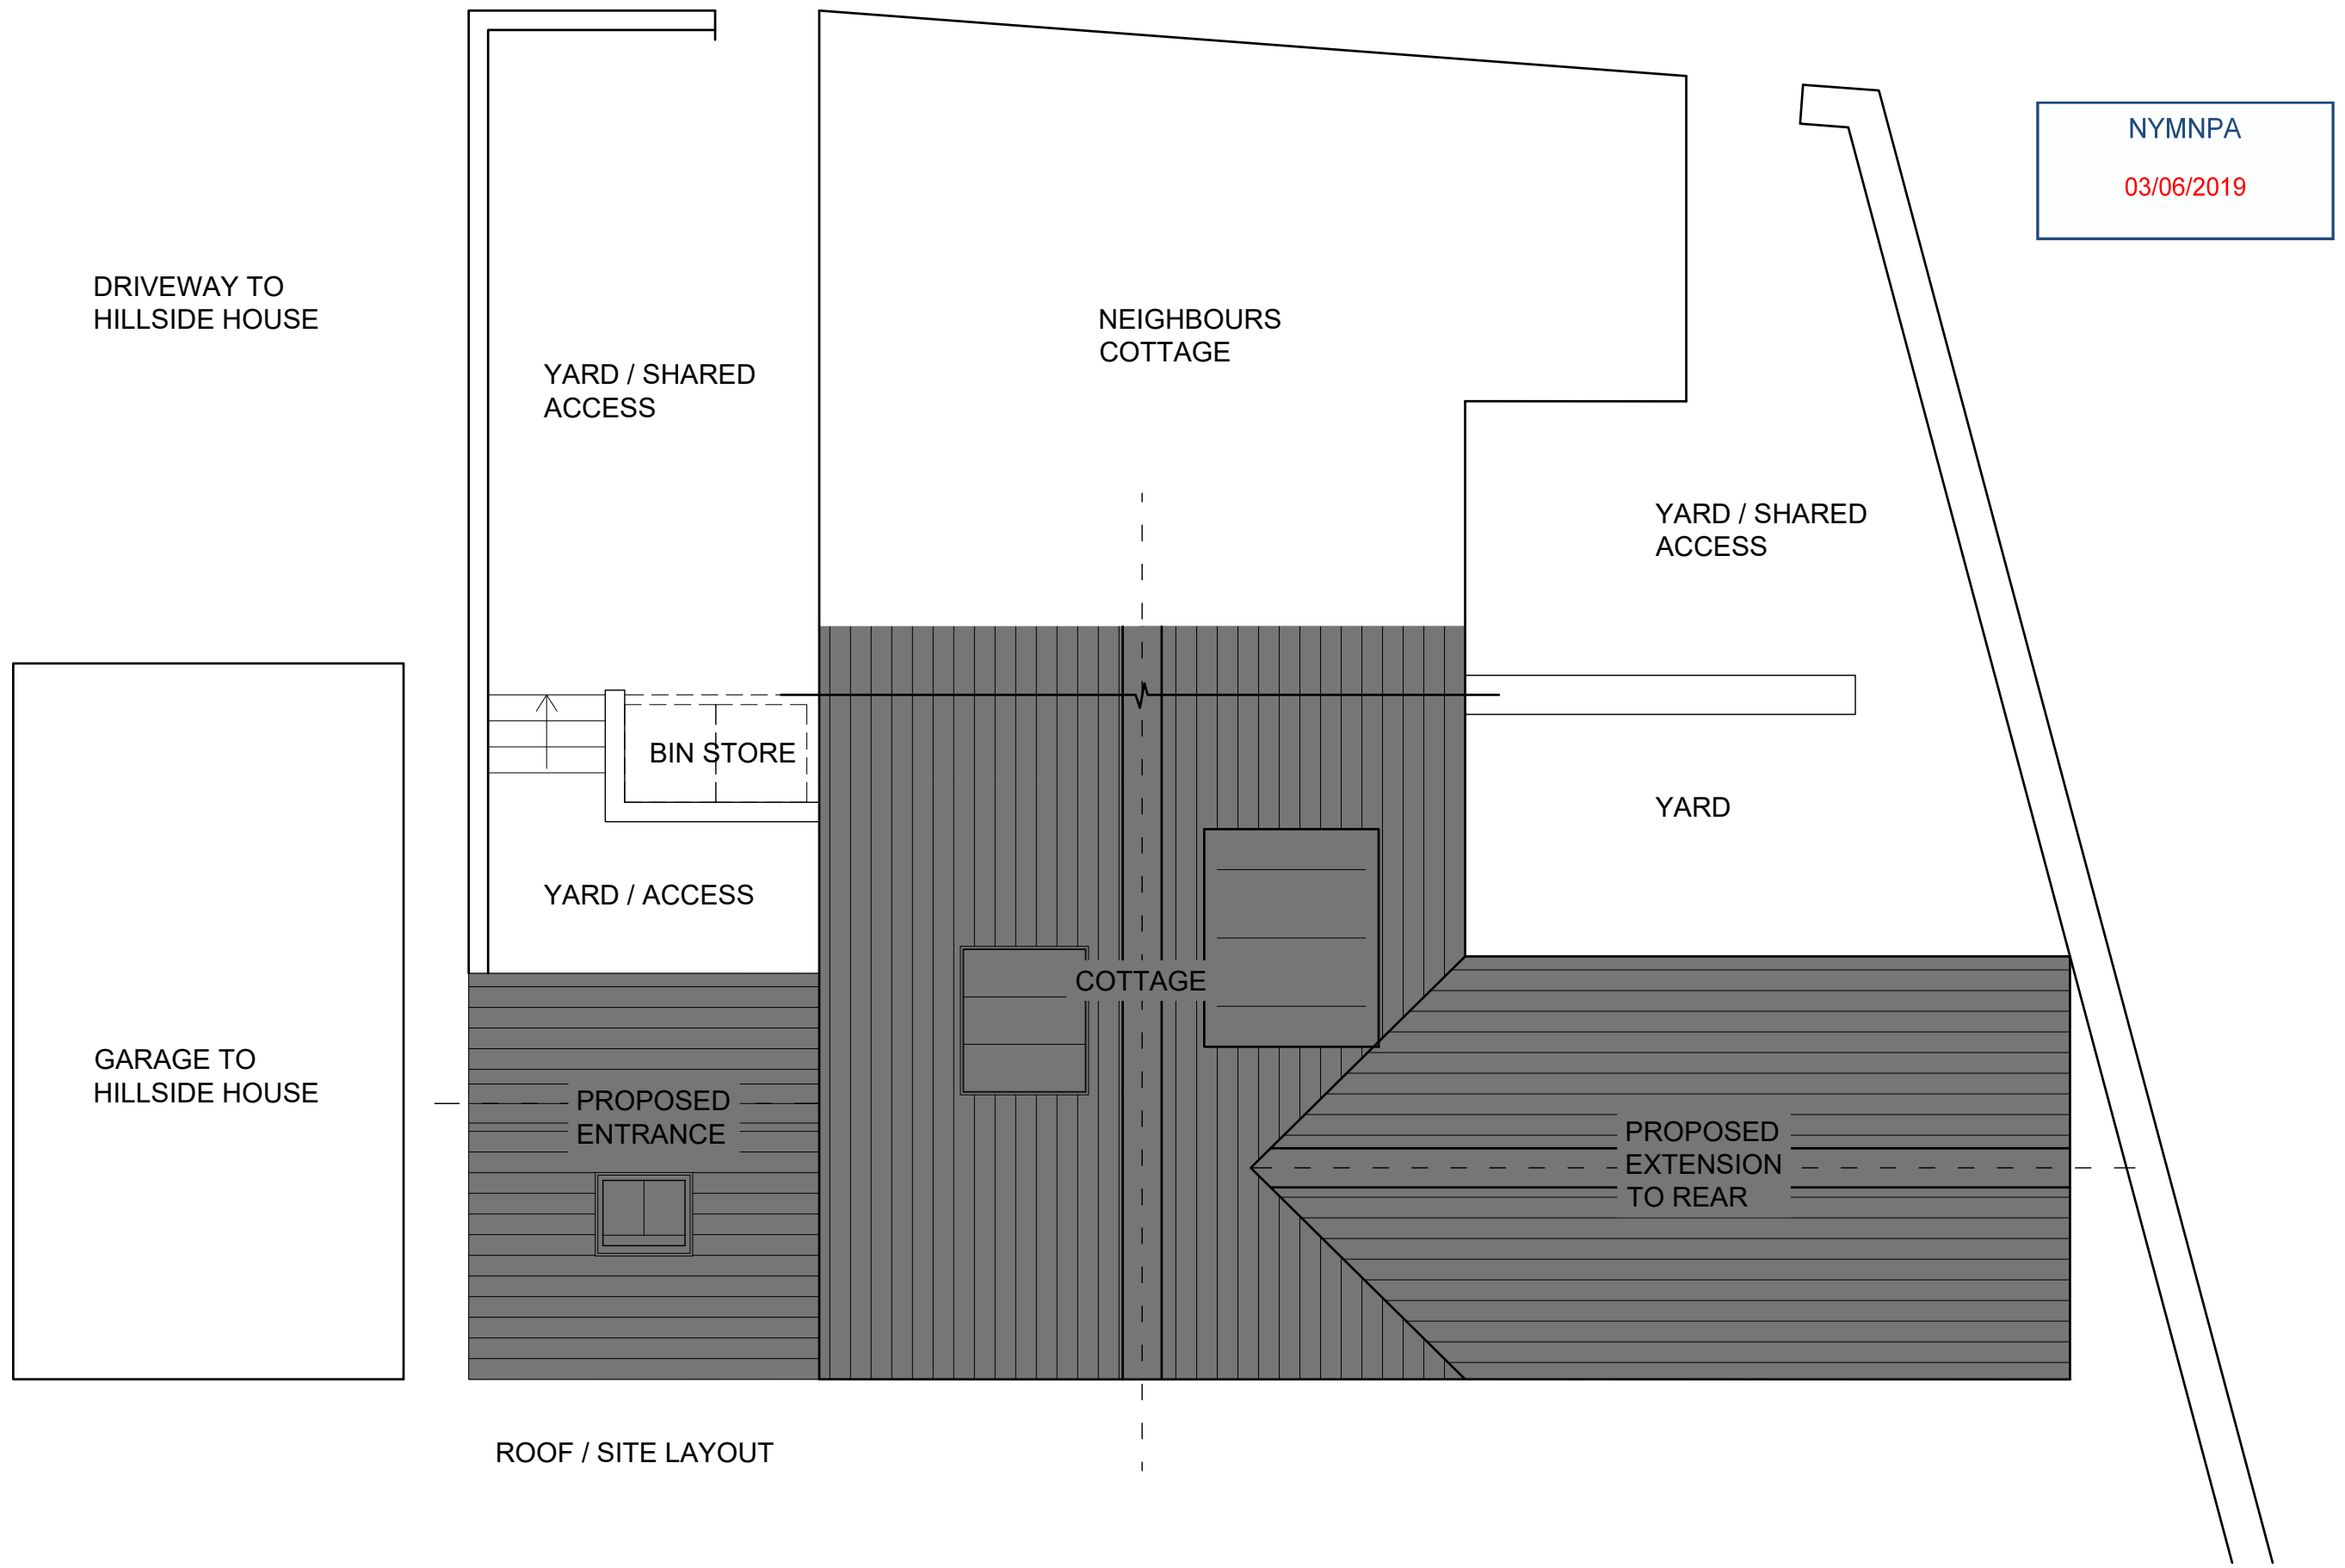 NYMNPA
03/06/2019
DRIVEWAY TO
HILLSIDE HOUSE
NEIGHBOURS
COTTAGE
YARD / SHARED
ACCESS
YARD / SHARED
ACCESS
BIN STORE
YARD
YARD / ACCESS
COTTAGE
GARAGE TO
HILLSIDE HOUSE
PROPOSED
ENTRANCE
PROPOSED
EXTENSION
TO REAR
ROOF / SITE LAYOUT